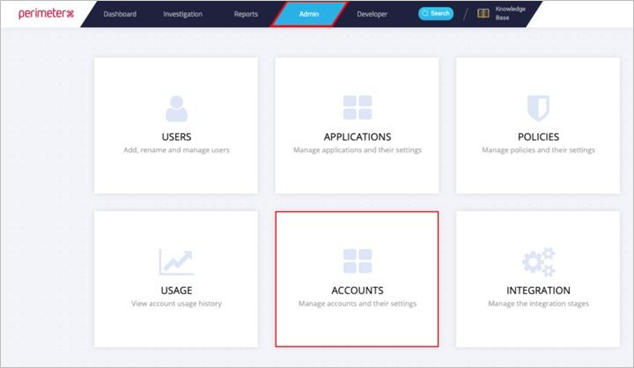 perimeterx
Dashboard
Investigation
Reports
Admin
Developer
Search
Knowledge
Base
USERS
Add, rename and manage users
APPLICATIONS
Manage applications and their settings
POLICIES
Manage policies and their settings
USAGE
View account usage history
ACCOUNTS
Manage accounts and their settings
INTEGRATION
Manage the integration stages